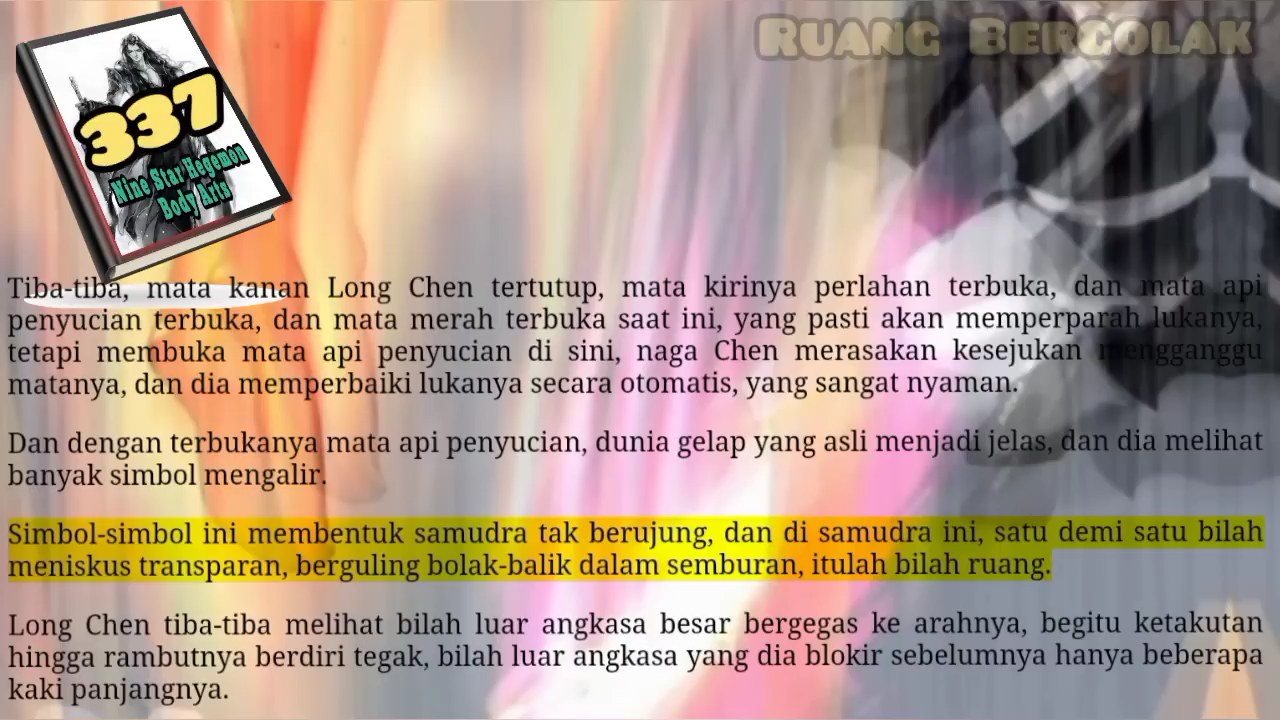 RUANG BERGOLAK
337
Nine Star Hegemon
Body Arts
Tiba-tiba, mata kanan Long Chen tertutup, mata kirinya perlahan terbuka, dan mata api
penyucian terbuka, dan mata merah terbuka saat ini, yang pasti akan memperparah lukanya,
tetapi membuka mata api penyucian di sini, naga Chen merasakan kesejukan mengganggu
matanya, dan dia memperbaiki lukanya secara otomatis, yang sangat nyaman.
Dan dengan terbukanya mata api penyucian, dunia gelap yang asli menjadi jelas, dan dia melihat
banyak simbol mengalir.
Simbol-simbol ini membentuk samudra tak berujung, dan di samudra ini, satu demi satu bilah
meniskus transparan, berguling bolak-balik dalam semburan, itulah bilah ruang.
Long Chen tiba-tiba melihat bilah luar angkasa besar bergegas ke arahnya, begitu ketakutan
hingga rambutnya berdiri tegak, bilah luar angkasa yang dia blokir sebelumnya hanya beberapa
kaki panjangnya.